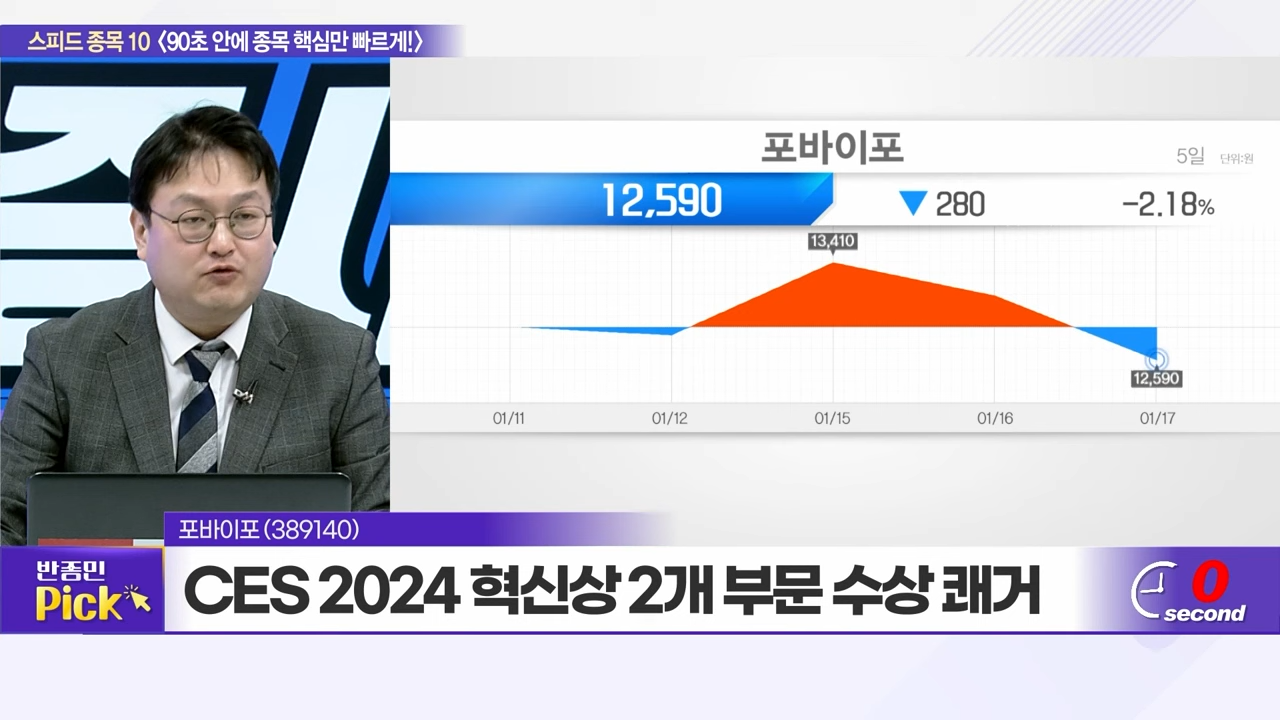 스피드 종목 10 〈90초 안에 종목 핵심만 빠르게!〉
포바이포
5일 단위:원
12,590 ▼ 280 -2.18%
13,410
12,590
01/11 01/12 01/15 01/16 01/17
포바이포 (389140)
반종민
Pick
CES 2024 혁신상 2개 부문 수상 쾌거
0
second